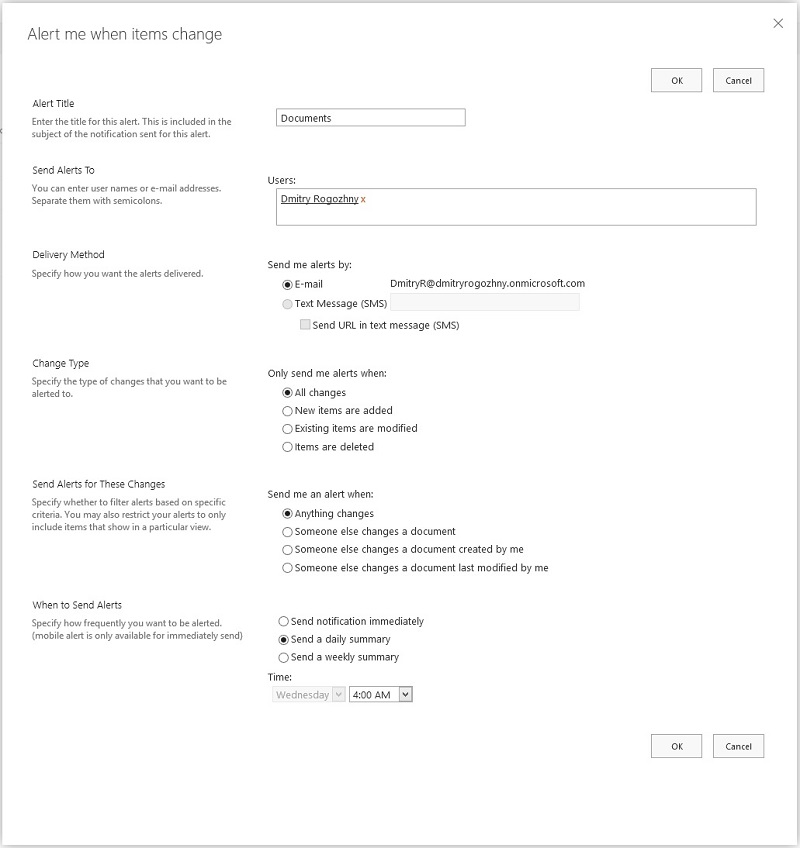 Alert me when items change
OK Cancel
Alert Title
Enter the title for this alert. This is included in the
subject of the notification sent for this alert.
Documents
Send Alerts To
You can enter user names or e-mail addresses.
Separate them with semicolons.
Users:
Dmitry Rogozhny x
Delivery Method
Specify how you want the alerts delivered.
Send me alerts by:
E-mail DmitryR@dmitryrogozhny.onmicrosoft.com
Text Message (SMS)
Send URL in text message (SMS)
Change Type
Specify the type of changes that you want to be
alerted to.
Only send me alerts when:
All changes
New items are added
Existing items are modified
Items are deleted
Send Alerts for These Changes
Specify whether to filter alerts based on specific
criteria. You may also restrict your alerts to only
include items that show in a particular view.
Send me an alert when:
Anything changes
Someone else changes a document
Someone else changes a document created by me
Someone else changes a document last modified by me
When to Send Alerts
Specify how frequently you want to be alerted.
(mobile alert is only available for immediately send)
Send notification immediately
Send a daily summary
Send a weekly summary
Time:
Wednesday 4:00 AM
OK Cancel